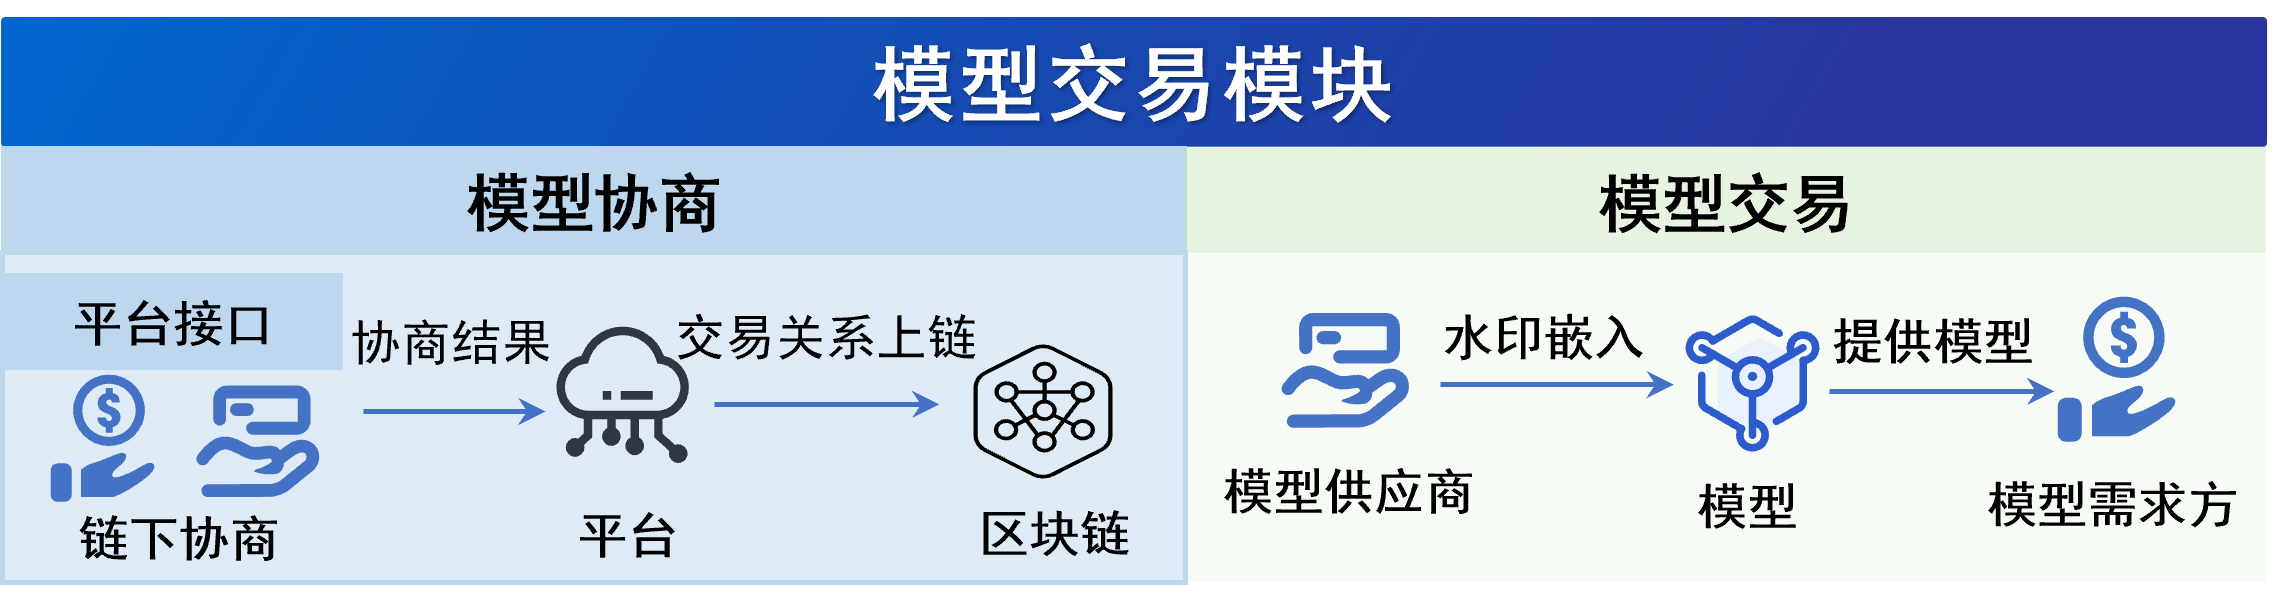 模型交易模块
模型协商
模型交易
平台接口
协商结果
交易关系上链
链下协商
平台
区块链
水印嵌入
提供模型
模型供应商
模型
模型需求方